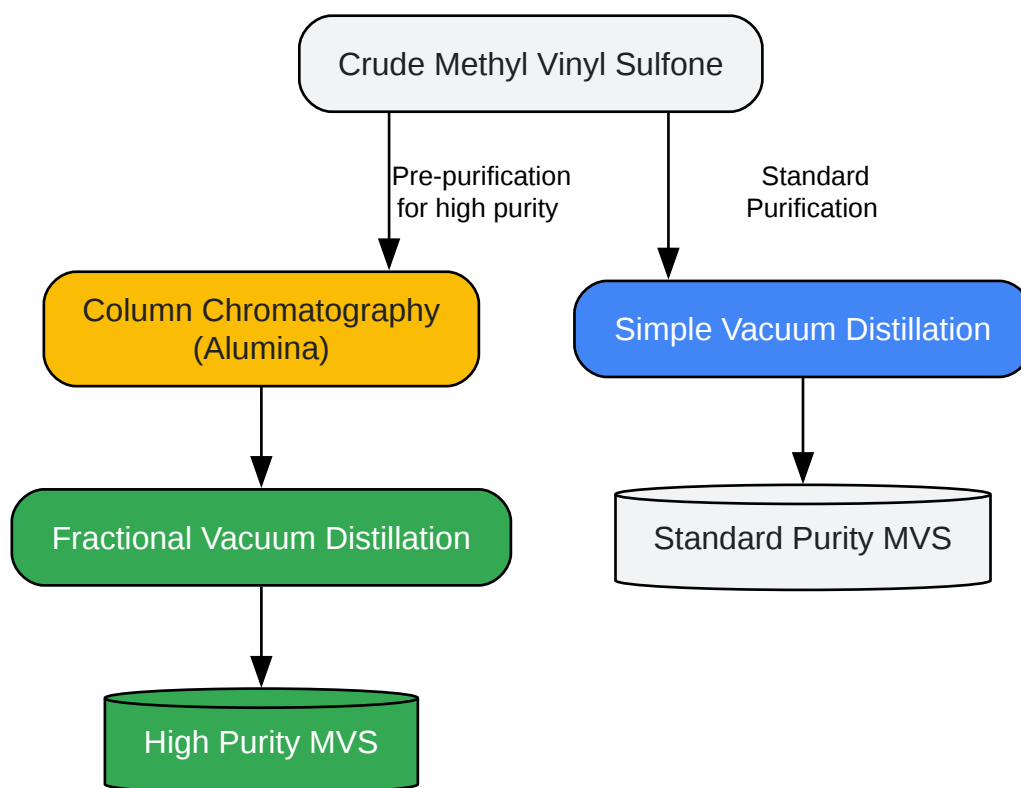 Crude Methyl Vinyl Sulfone
Pre-purification
for high purity
Standard
Purification
Column Chromatography
(Alumina)
Simple Vacuum Distillation
Fractional Vacuum Distillation
Standard Purity MVS
High Purity MVS